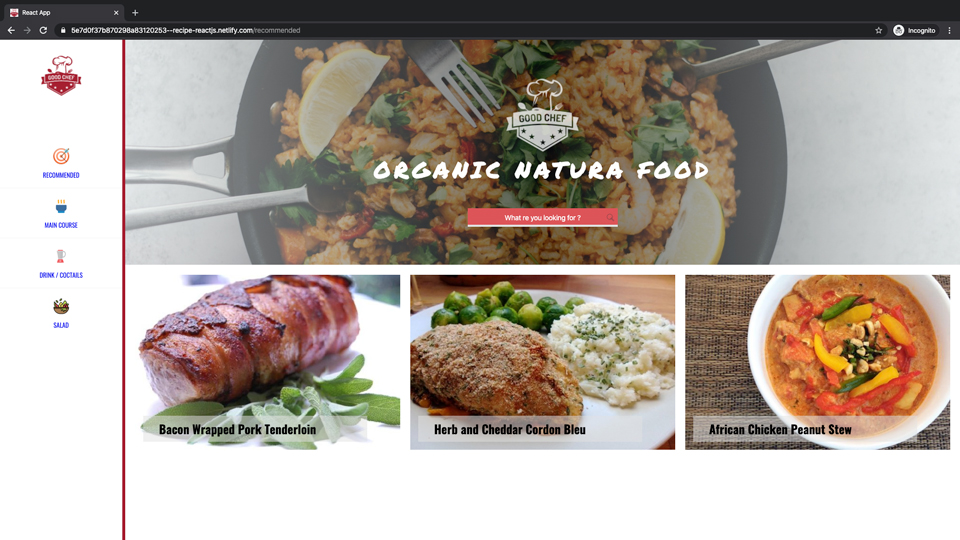 React App
5e7d0f37b870298a83120253--recipe-reactjs.netlify.com/recommended
Incognito
GOOD CHEF
RECOMMENDED
MAIN COURSE
DRINK / COCTAILS
SALAD
GOOD CHEF
ORGANIC NATURA FOOD
What re you looking for ?
Bacon Wrapped Pork Tenderloin
Herb and Cheddar Cordon Bleu
African Chicken Peanut Stew